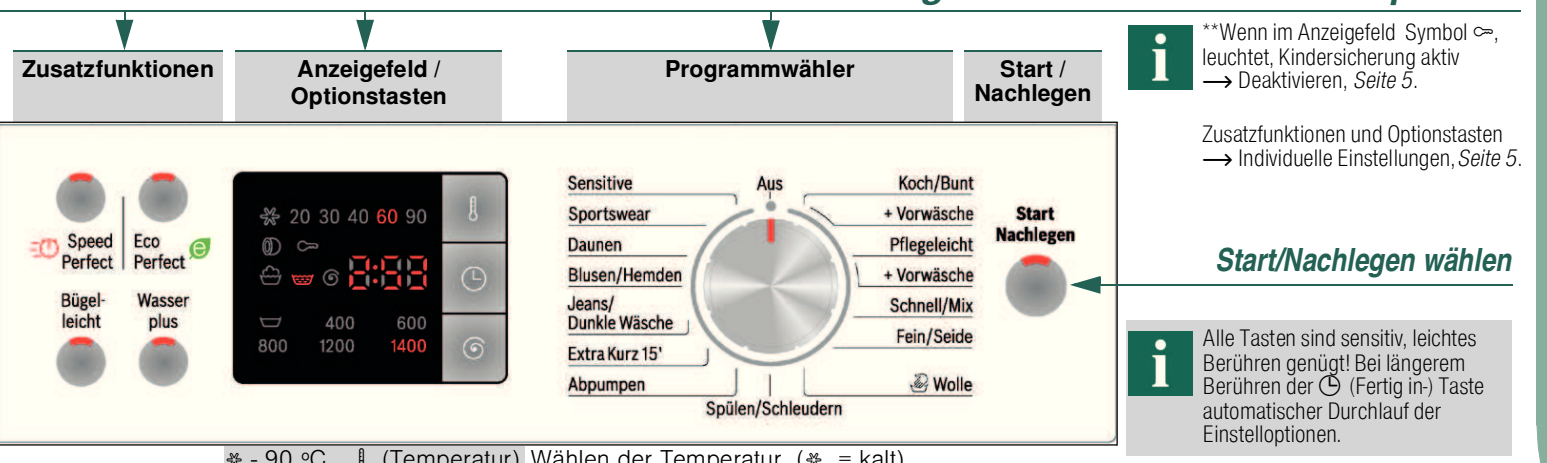 Zusatzfunktionen
Anzeigefeld /
Optionstasten
Programmwähler
Start /
Nachlegen
**Wenn im Anzeigefeld Symbol
leuchtet, Kindersicherung aktiv
→ Deaktivieren, Seite 5.
Zusatzfunktionen und Optionstasten
→ Individuelle Einstellungen, Seite 5.
Speed
Perfect
Eco
Perfect
Bügel-
leicht
Wasser
plus
20 30 40 60 90
400 600
800 1200 1400
Sensitive
Sportswear
Daunen
Blusen/Hemden
Jeans/
Dunkle Wäsche
Extra Kurz 15'
Abpumpen
Aus
Koch/Bunt
+ Vorwäsche
Pflegeleicht
+ Vorwäsche
Schnell/Mix
Fein/Seide
Wolle
Spülen/Schleudern
Start
Nachlegen
Start/Nachlegen wählen
Alle Tasten sind sensitiv, leichtes
Berühren genügt! Bei längerem
Berühren der (Fertig in-) Taste
automatischer Durchlauf der
Einstelloptionen.
- 90 °C (Temperatur) Wählen der Temperatur ( = kalt)